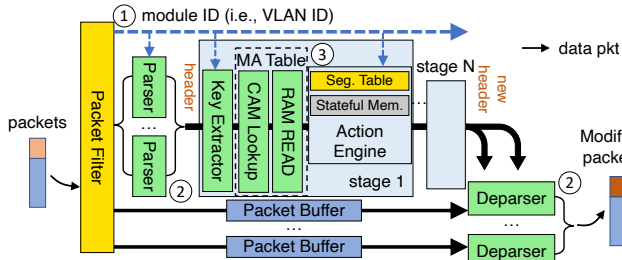 ① module ID (i.e., VLAN ID)
data pkt
packets
Packet Filter
Parser
...
Parser
②
header
Key Extractor
MA Table
CAM Lookup
RAM READ
③
Seg. Table
Stateful Mem.
Action
Engine
stage 1
...
stage N
header
new
Packet Buffer
...
Packet Buffer
Deparser
...
Deparser
②
Modif
packe